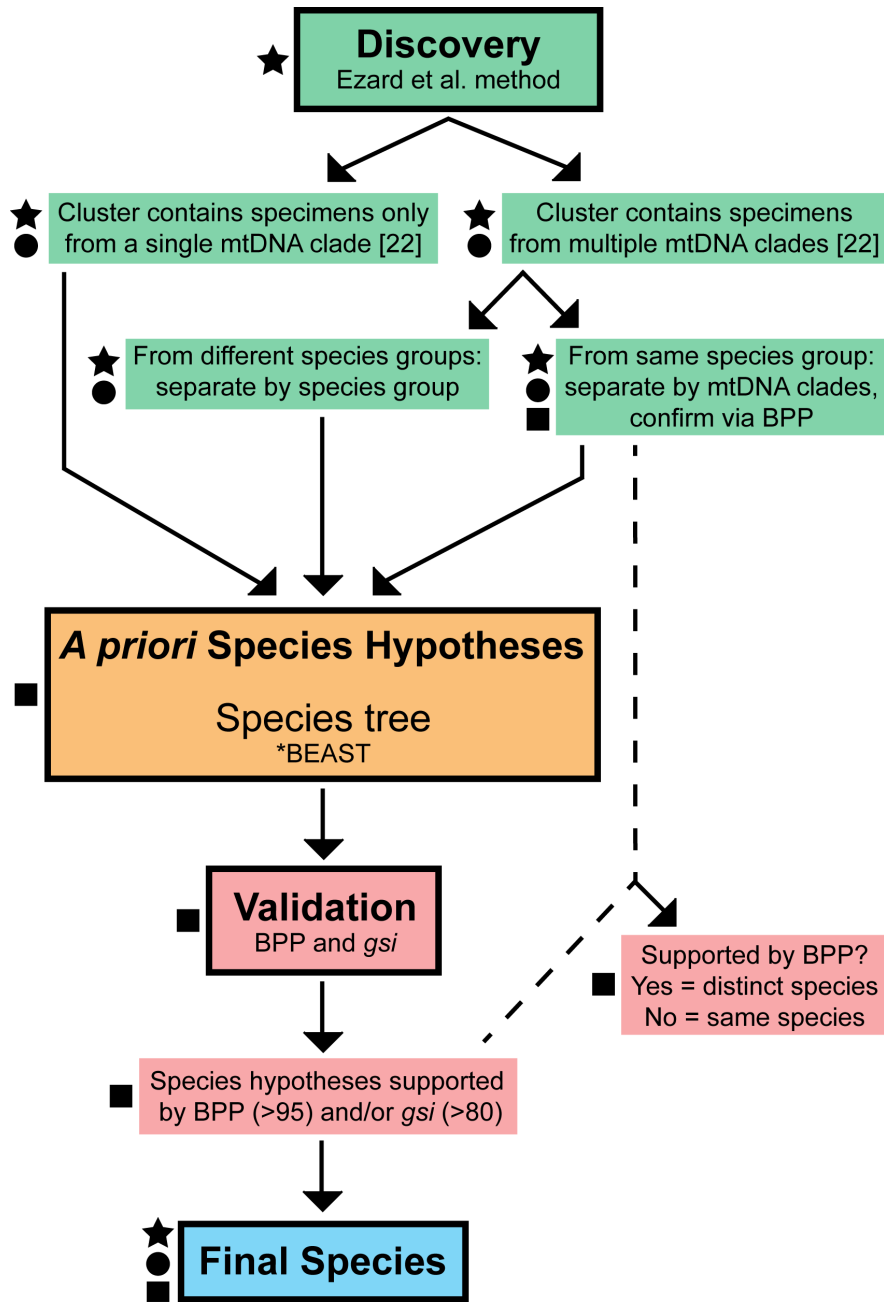 Discovery
Ezard et al. method
Cluster contains specimens only
from a single mtDNA clade [22]
Cluster contains specimens
from multiple mtDNA clades [22]
From different species groups:
separate by species group
From same species group:
separate by mtDNA clades,
confirm via BPP
A priori Species Hypotheses
Species tree
*BEAST
Validation
BPP and gsi
Supported by BPP?
Yes = distinct species
No = same species
Species hypotheses supported
by BPP (>95) and/or gsi (>80)
Final Species